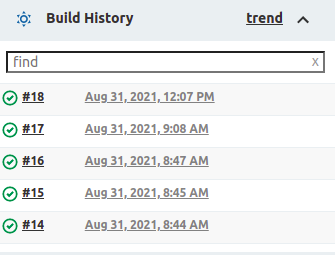 Build History trend
find x
#18 Aug 31, 2021, 12:07 PM
#17 Aug 31, 2021, 9:08 AM
#16 Aug 31, 2021, 8:47 AM
#15 Aug 31, 2021, 8:45 AM
#14 Aug 31, 2021, 8:44 AM